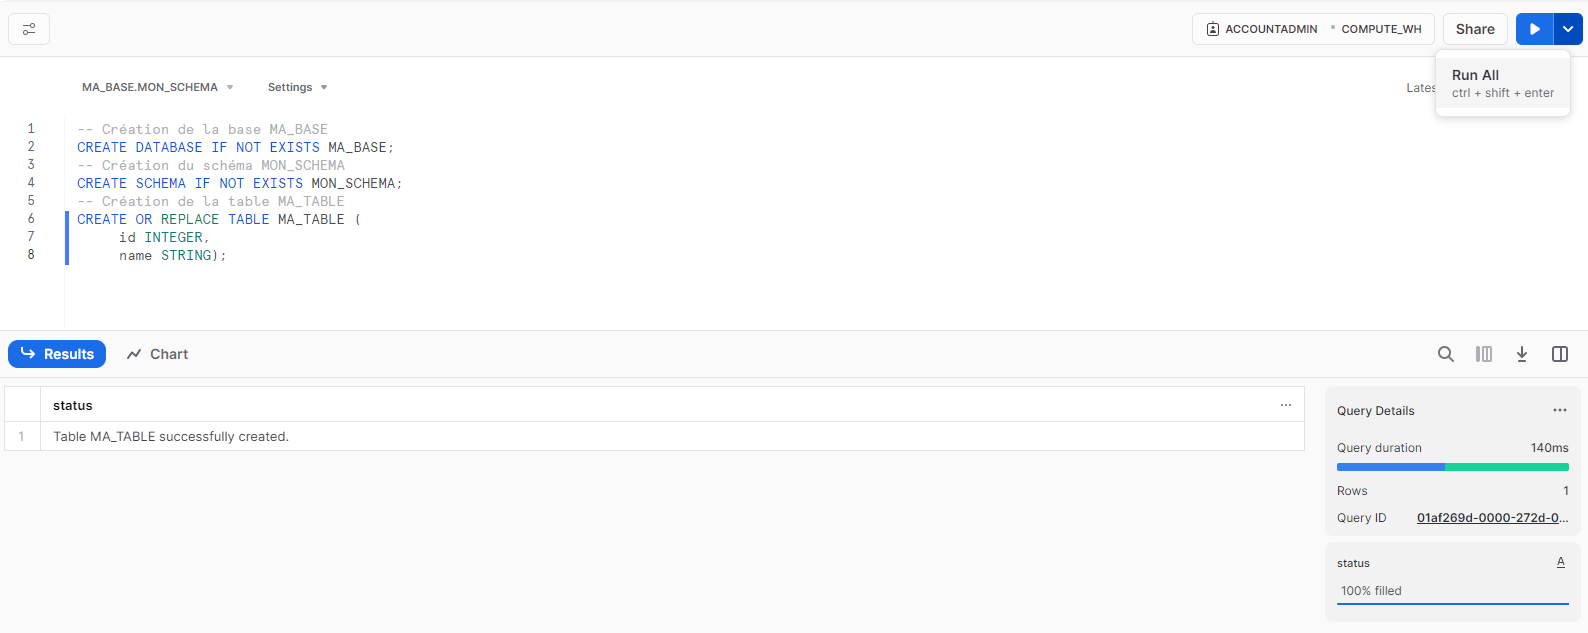 ACCOUNTADMIN • COMPUTE_WH
Share
Run All
ctrl + shift + enter
MA_BASE.MON_SCHEMA
Settings
1 -- Création de la base MA_BASE
2 CREATE DATABASE IF NOT EXISTS MA_BASE;
3 -- Création du schéma MON_SCHEMA
4 CREATE SCHEMA IF NOT EXISTS MON_SCHEMA;
5 -- Création de la table MA_TABLE
6 CREATE OR REPLACE TABLE MA_TABLE (
7 id INTEGER,
8 name STRING);
Results
Chart
status ...
1 Table MA_TABLE successfully created.
Query Details ...
Query duration 140ms
Rows 1
Query ID 01af269d-0000-272d-0...
status A
100% filled